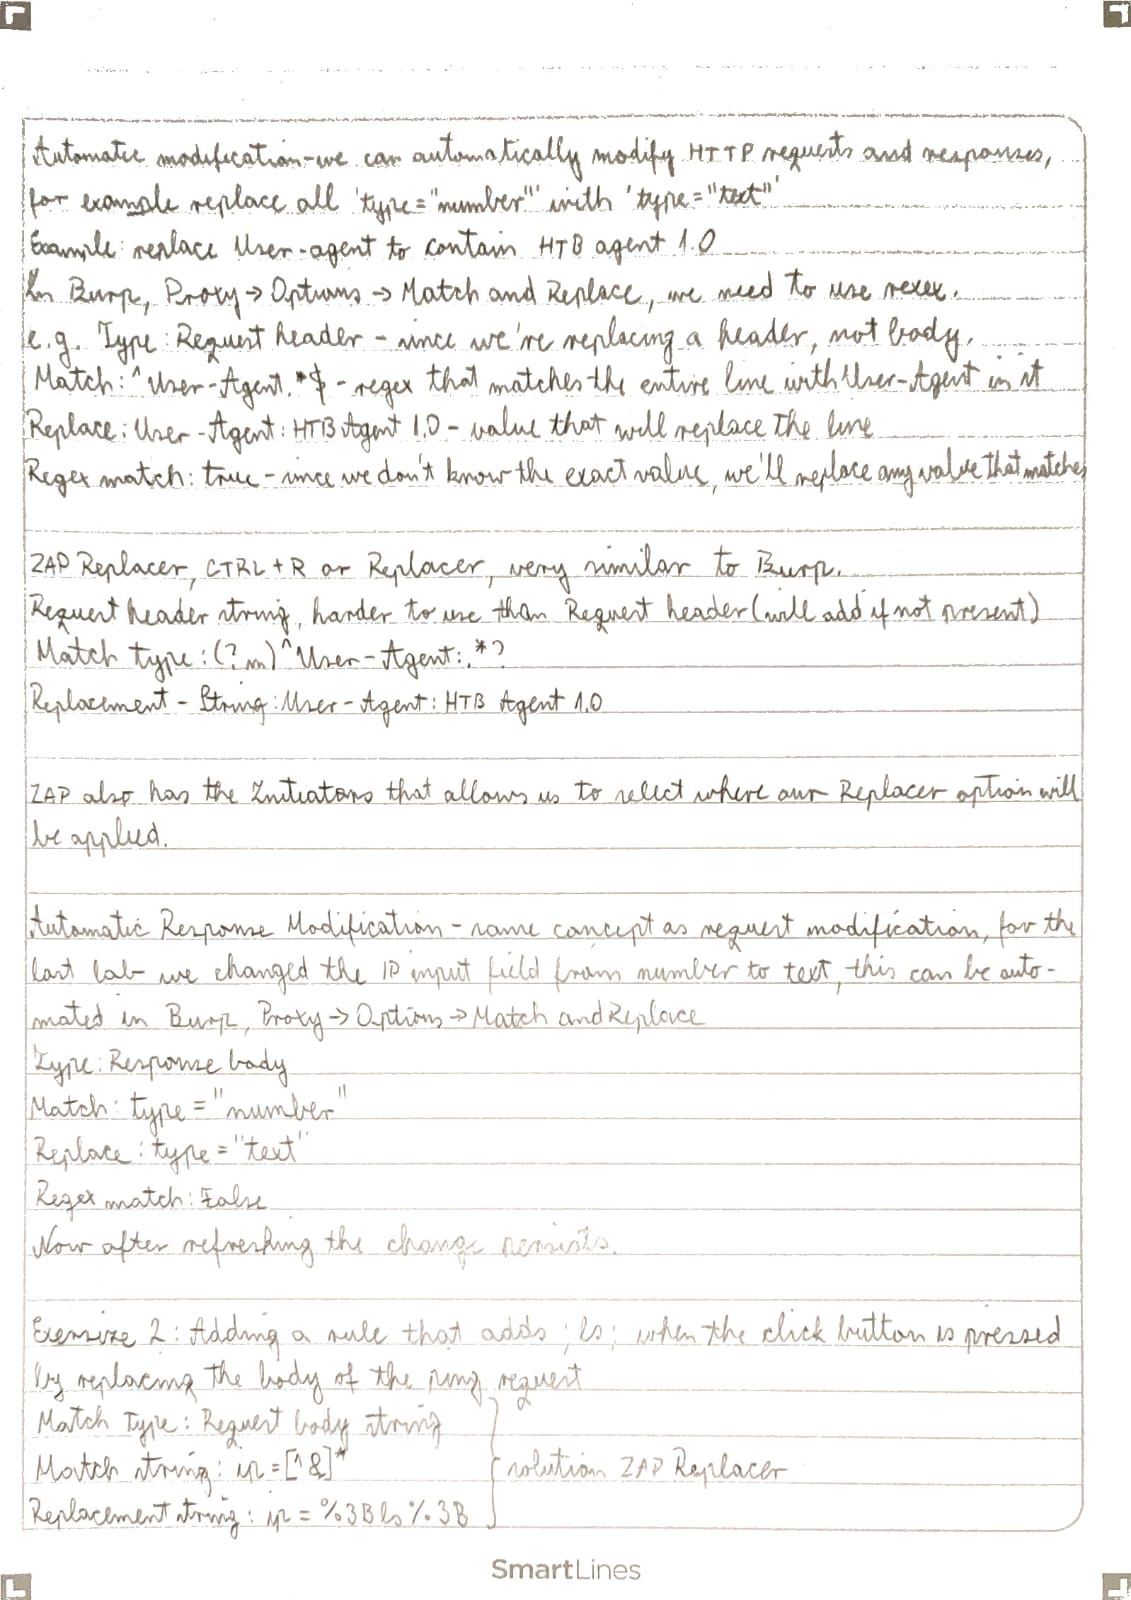 Automatic modification - we can automatically modify HTTP requests and responses,
for example replace all 'type="number"' with 'type="text"'
Example: replace User-agent to contain HTB agent 1.0
In Burp, Proxy → Options → Match and Replace, we need to use rexex.
e.g. Type: Request header - since we're replacing a header, not body.
Match: ^User-Agent.*$ - regex that matches the entire line with User-Agent in it
Replace: User-Agent: HTB Agent 1.0 - value that will replace the line
Regex match: true - since we don't know the exact value, we'll replace any value that matches
ZAP Replacer, CTRL+R or Replacer, very similar to Burp.
Request header string, harder to use than Request header (will add if not present)
Match type: (?m)^User-Agent:.*?
Replacement - String: User-Agent: HTB Agent 1.0
ZAP also has the Initiators that allows us to select where our Replacer option will
be applied.
Automatic Response Modification - same concept as request modification, for the
last lab we changed the IP input field from number to text, this can be auto-
mated in Burp, Proxy → Options → Match and Replace
Type: Response body
Match: type="number"
Replace: type="text"
Regex match: False
Now after refreshing the change persists.
Exersize 2: Adding a rule that adds ;ls; when the click button is pressed
by replacing the body of the ping request
Match Type: Request body string
Match string: ip=[^&]* } solution ZAP Replacer
Replacement string: ip=%3Bls%3B
SmartLines